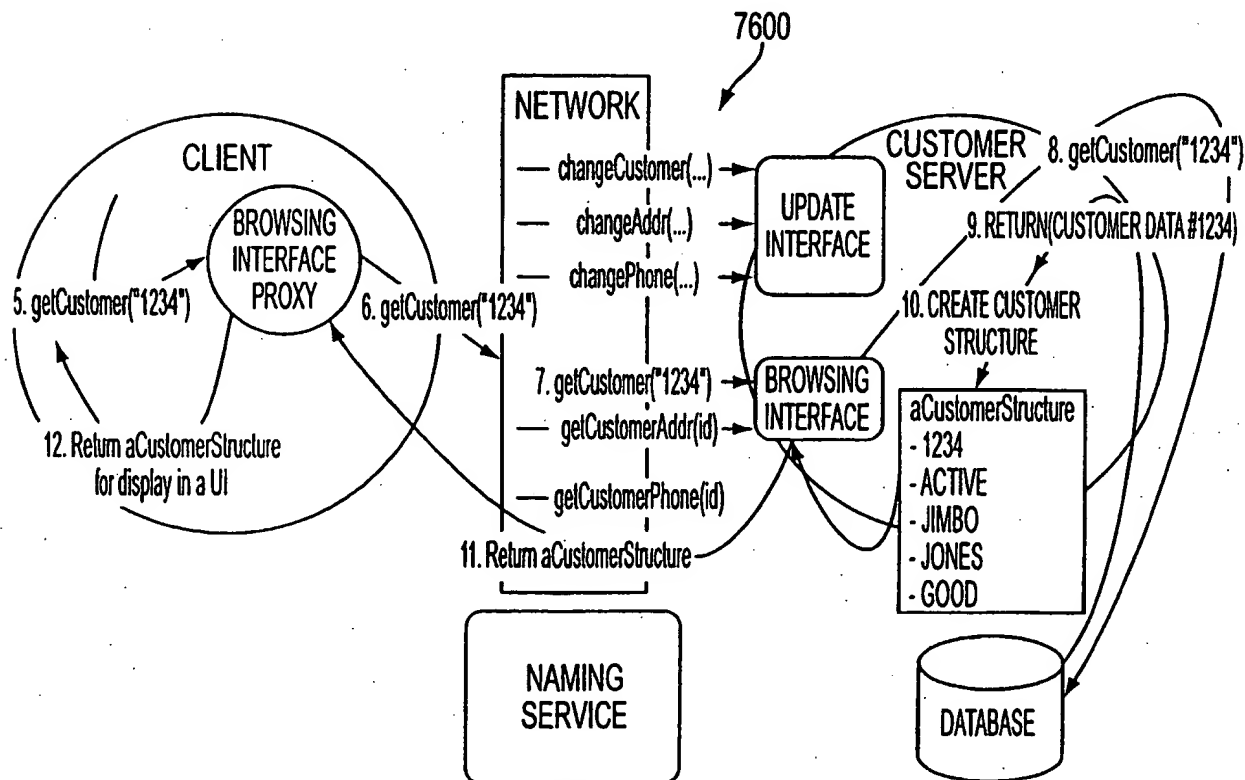 7600
NETWORK
CLIENT
BROWSING
INTERFACE
PROXY
5. getCustomer("1234")
6. getCustomer("1234")
12. Return aCustomerStructure
for display in a UI
changeCustomer(...)
changeAddr(...)
changePhone(...)
7. getCustomer("1234")
getCustomerAddr(id)
getCustomerPhone(id)
11. Return aCustomerStructure
UPDATE
INTERFACE
BROWSING
INTERFACE
CUSTOMER
SERVER
8. getCustomer("1234")
9. RETURN(CUSTOMER DATA #1234)
10. CREATE CUSTOMER
STRUCTURE
aCustomerStructure
- 1234
- ACTIVE
- JIMBO
- JONES
- GOOD
NAMING
SERVICE
DATABASE